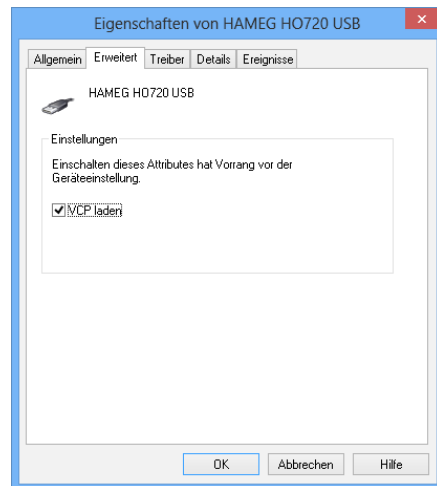 Eigenschaften von HAMEG HO720 USB
Allgemein Erweitert Treiber Details Ereignisse
HAMEG HO720 USB
Einstellungen
Einschalten dieses Attributes hat Vorrang vor der
Geräteeinstellung.
VCP laden
OK Abbrechen Hilfe